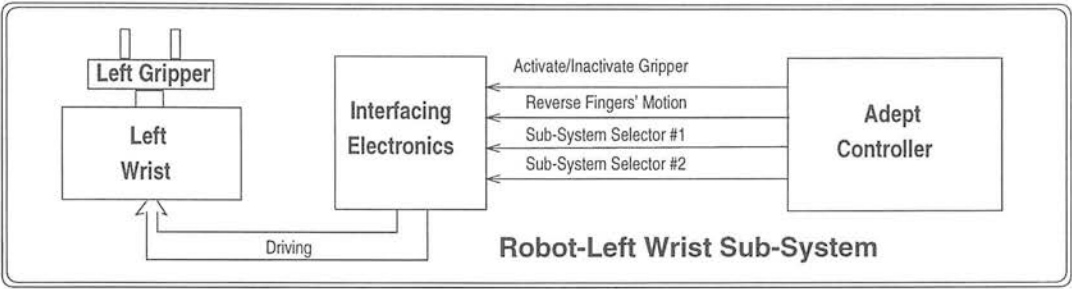 Left Gripper
Left
Wrist
Interfacing
Electronics
Activate/Inactivate Gripper
Reverse Fingers' Motion
Sub-System Selector #1
Sub-System Selector #2
Adept
Controller
Driving
Robot-Left Wrist Sub-System